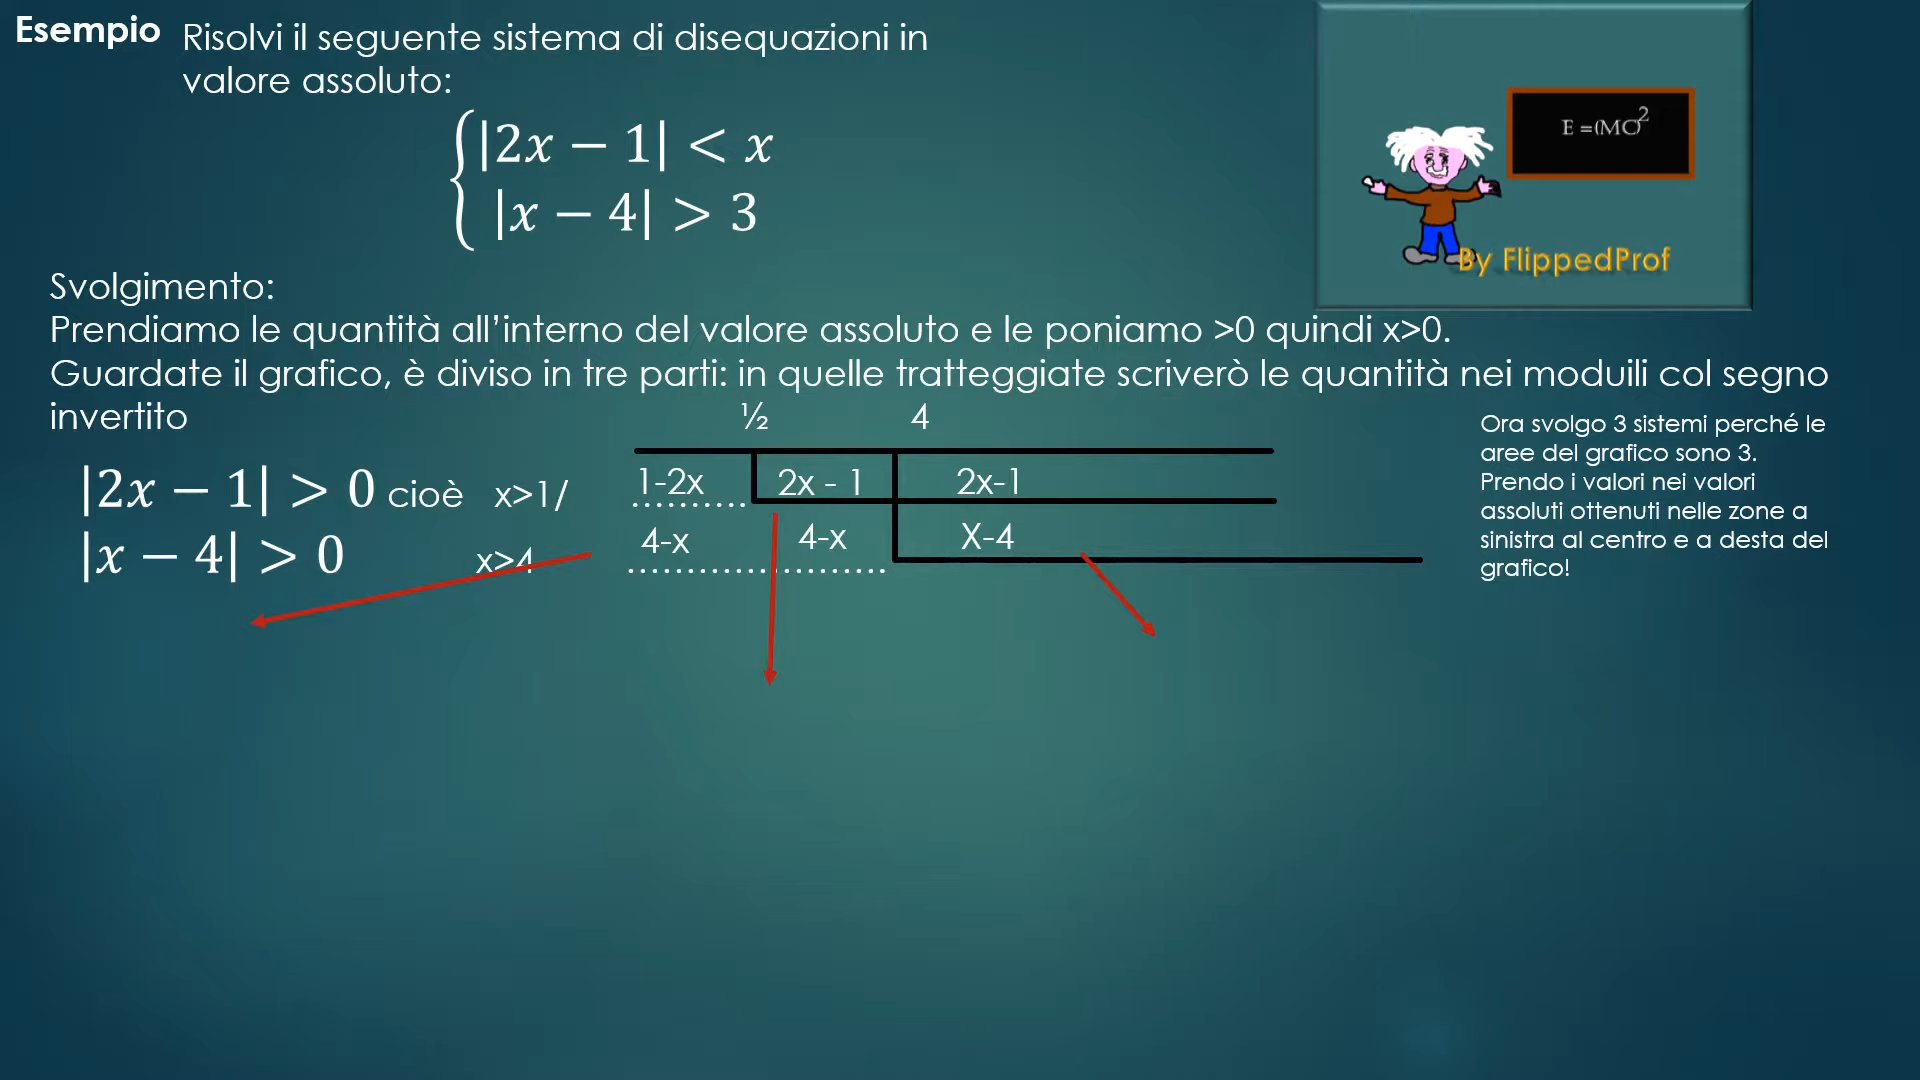 Esempio
Risolvi il seguente sistema di disequazioni in
valore assoluto:
|2x − 1| < x
|x − 4| > 3
E =(MC)²
By FlippedProf
Svolgimento:
Prendiamo le quantità all’interno del valore assoluto e le poniamo >0 quindi x>0.
Guardate il grafico, è diviso in tre parti: in quelle tratteggiate scriverò le quantità nei moduili col segno
invertito
½ 4
|2x − 1| > 0 cioè x>1/
1-2x 2x - 1 2x-1
|x − 4| > 0 x>4
4-x 4-x X-4
Ora svolgo 3 sistemi perché le
aree del grafico sono 3.
Prendo i valori nei valori
assoluti ottenuti nelle zone a
sinistra al centro e a desta del
grafico!